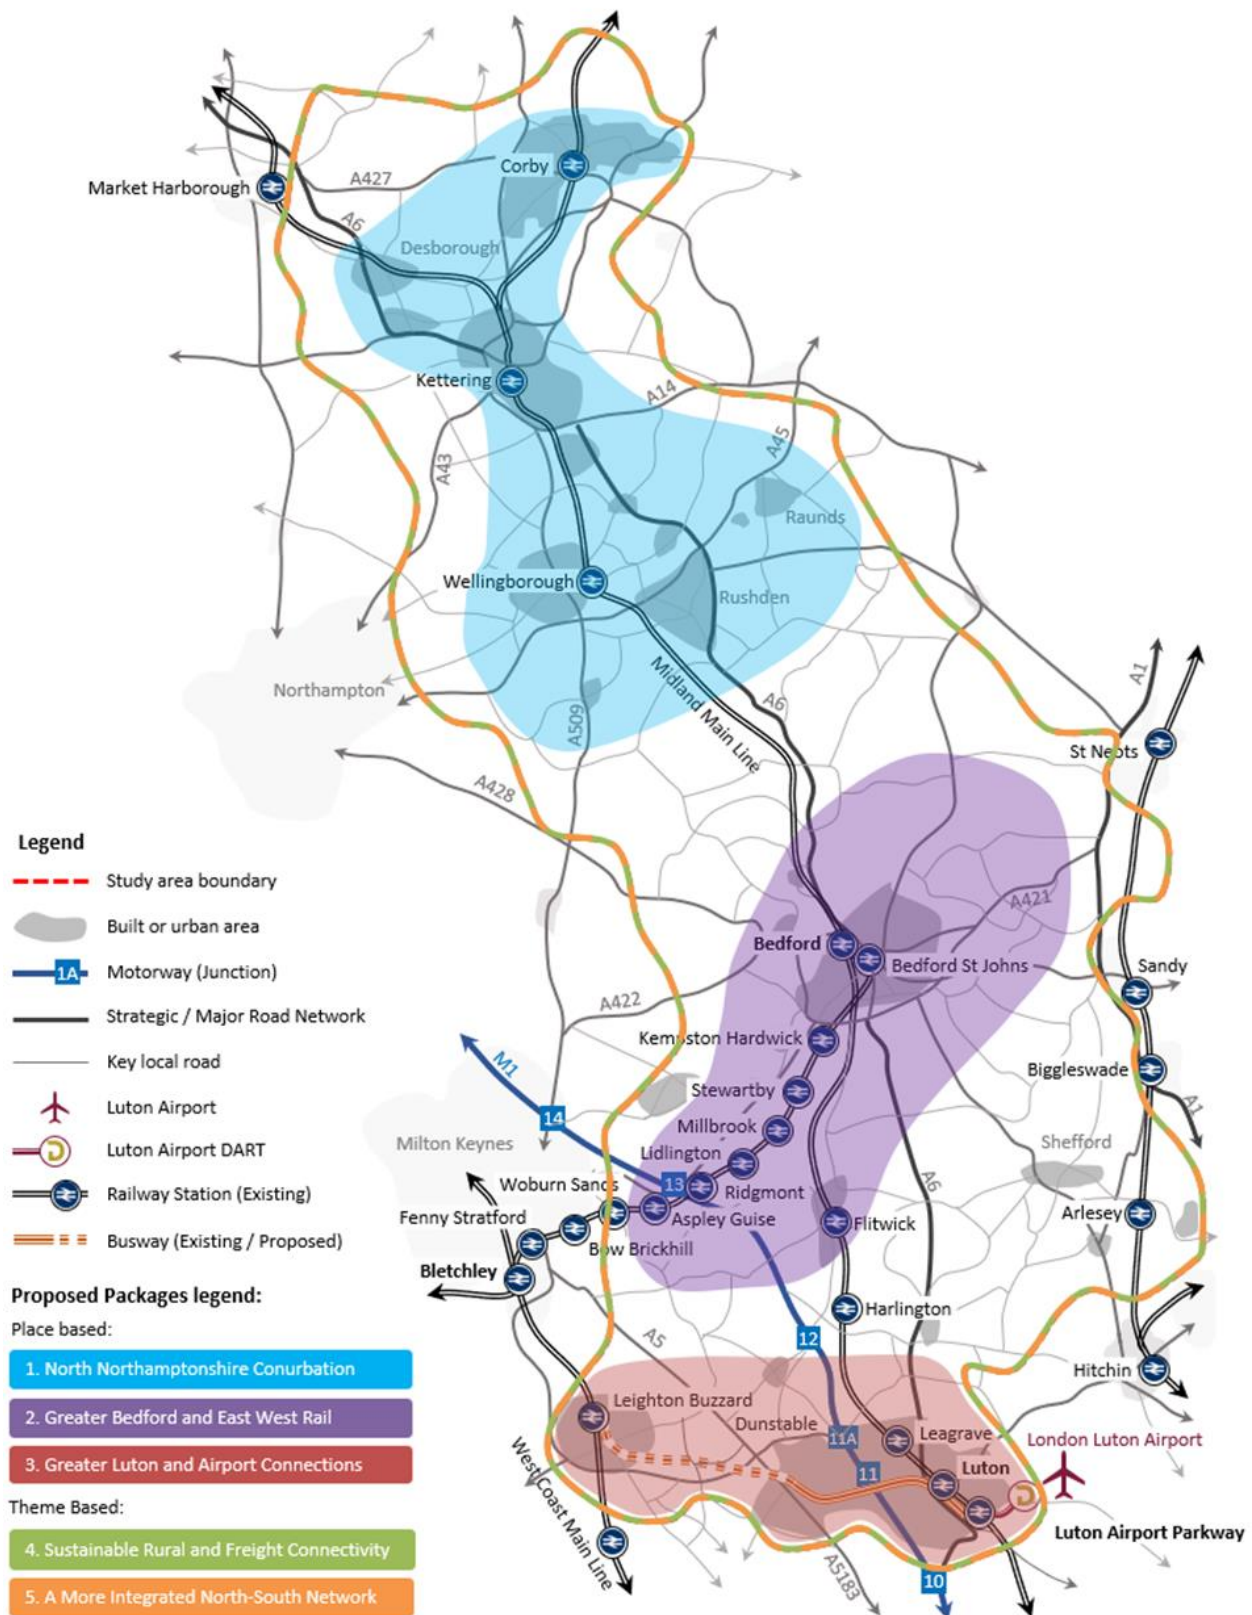 Corby
Market Harborough
A427
A6
Desborough
Kettering
A14
A43
A45
Raunds
Wellingborough
Rushden
Northampton
A509
Midland Main Line
A6
A1
St Neots
A428
A421
Bedford
Bedford St Johns
Sandy
A422
Kempston Hardwick
Biggleswade
M1
Stewartby
A1
14
Millbrook
Milton Keynes
Shefford
Lidlington
A6
13
Ridgmont
Woburn Sands
Aspley Guise
Flitwick
Arlesey
Fenny Stratford
Bow Brickhill
Bletchley
Harlington
A5
12
Hitchin
Leighton Buzzard
Dunstable
11A
Leagrave
London Luton Airport
11
Luton
West Coast Main Line
Luton Airport Parkway
A5183
10
Legend
Study area boundary
Built or urban area
1A
Motorway (Junction)
Strategic / Major Road Network
Key local road
Luton Airport
Luton Airport DART
Railway Station (Existing)
Busway (Existing / Proposed)
Proposed Packages legend:
Place based:
1. North Northamptonshire Conurbation
2. Greater Bedford and East West Rail
3. Greater Luton and Airport Connections
Theme Based:
4. Sustainable Rural and Freight Connectivity
5. A More Integrated North-South Network